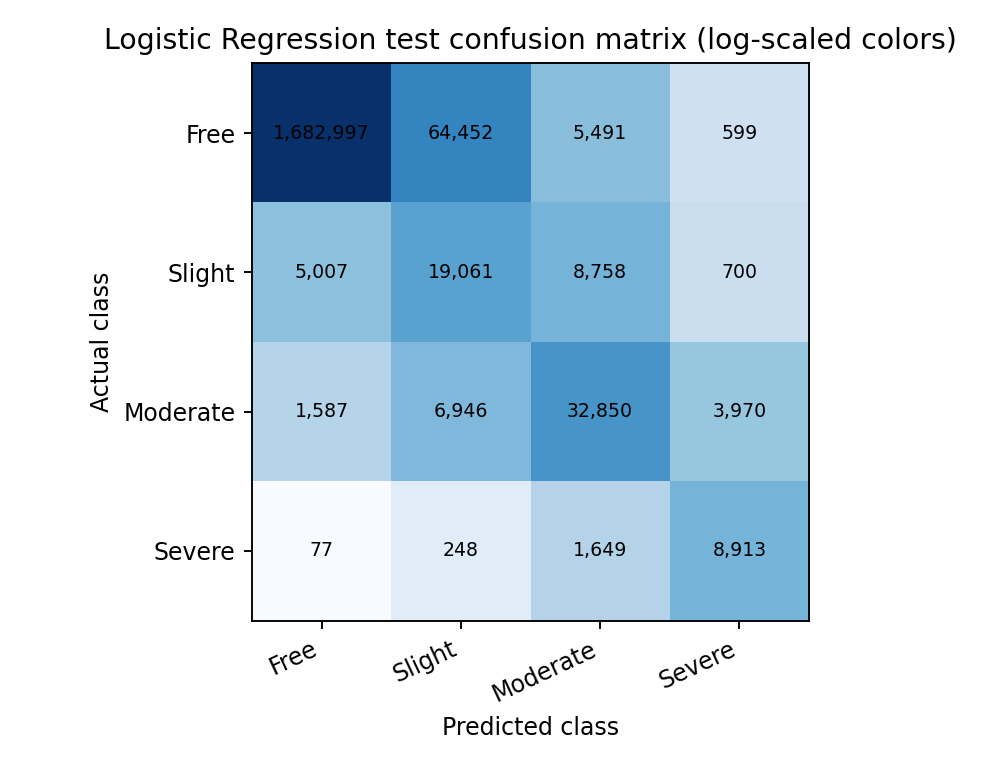 Logistic Regression test confusion matrix (log-scaled colors)
Actual class
Free 1,682,997 64,452 5,491 599
Slight 5,007 19,061 8,758 700
Moderate 1,587 6,946 32,850 3,970
Severe 77 248 1,649 8,913
Free Slight Moderate Severe
Predicted class